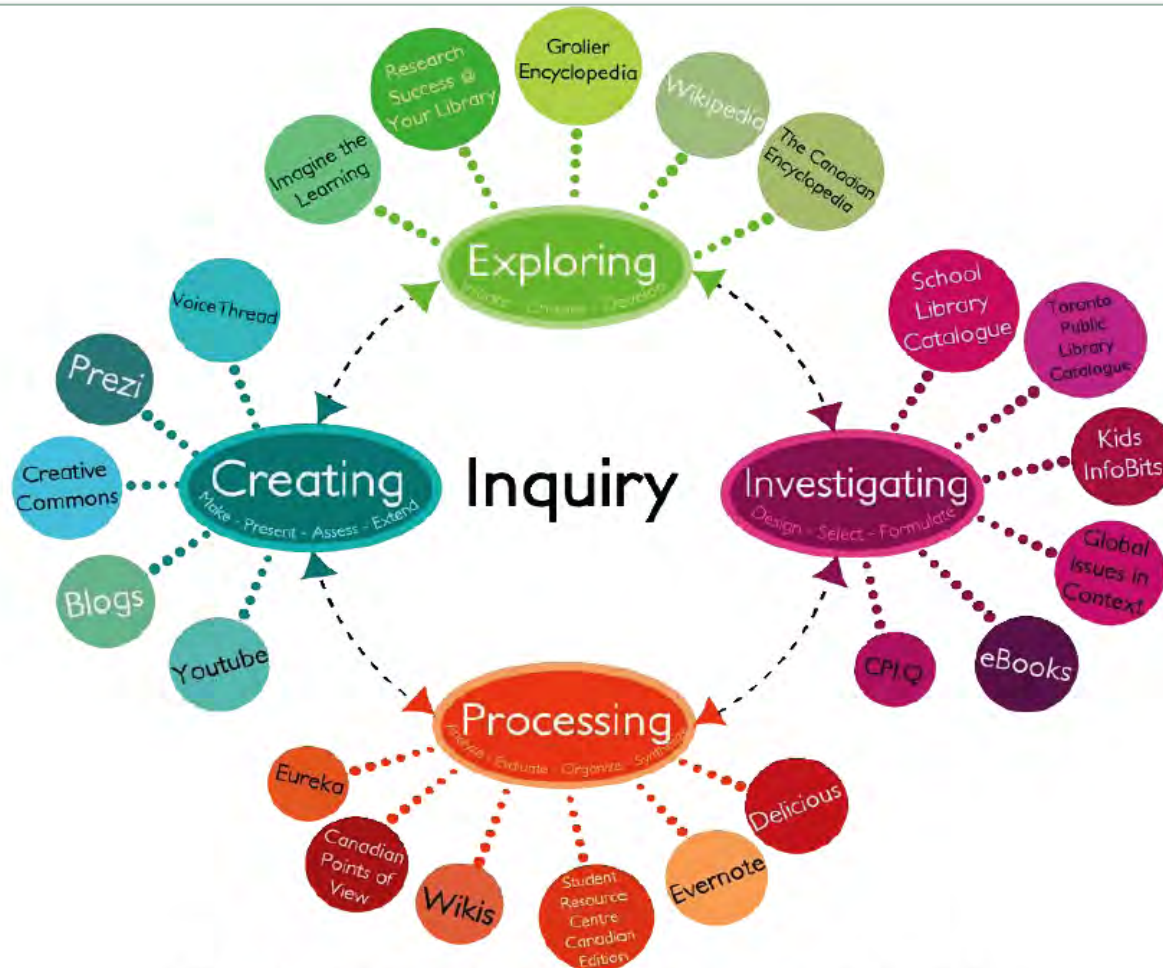 Grolier
Encyclopedia
Research
Success @
Your Library
Wikipedia
Imagine the
Learning
The Canadian
Encyclopedia
Exploring
VoiceThread
School
Library
Catalogue
Toronto
Public
Library
Catalogue
Prezi
Kids
InfoBits
Creative
Commons
Creating
Make - Present - Assess - Extend
Inquiry
Investigating
Design - Select - Formulate
Global
Issues in
Context
Blogs
Youtube
CPI.Q
eBooks
Processing
Analyse - Evaluate - Organize - Synthesize
Eureka
Delicious
Canadian
Points of
View
Wikis
Student
Resource
Centre
Canadian
Edition
Evernote